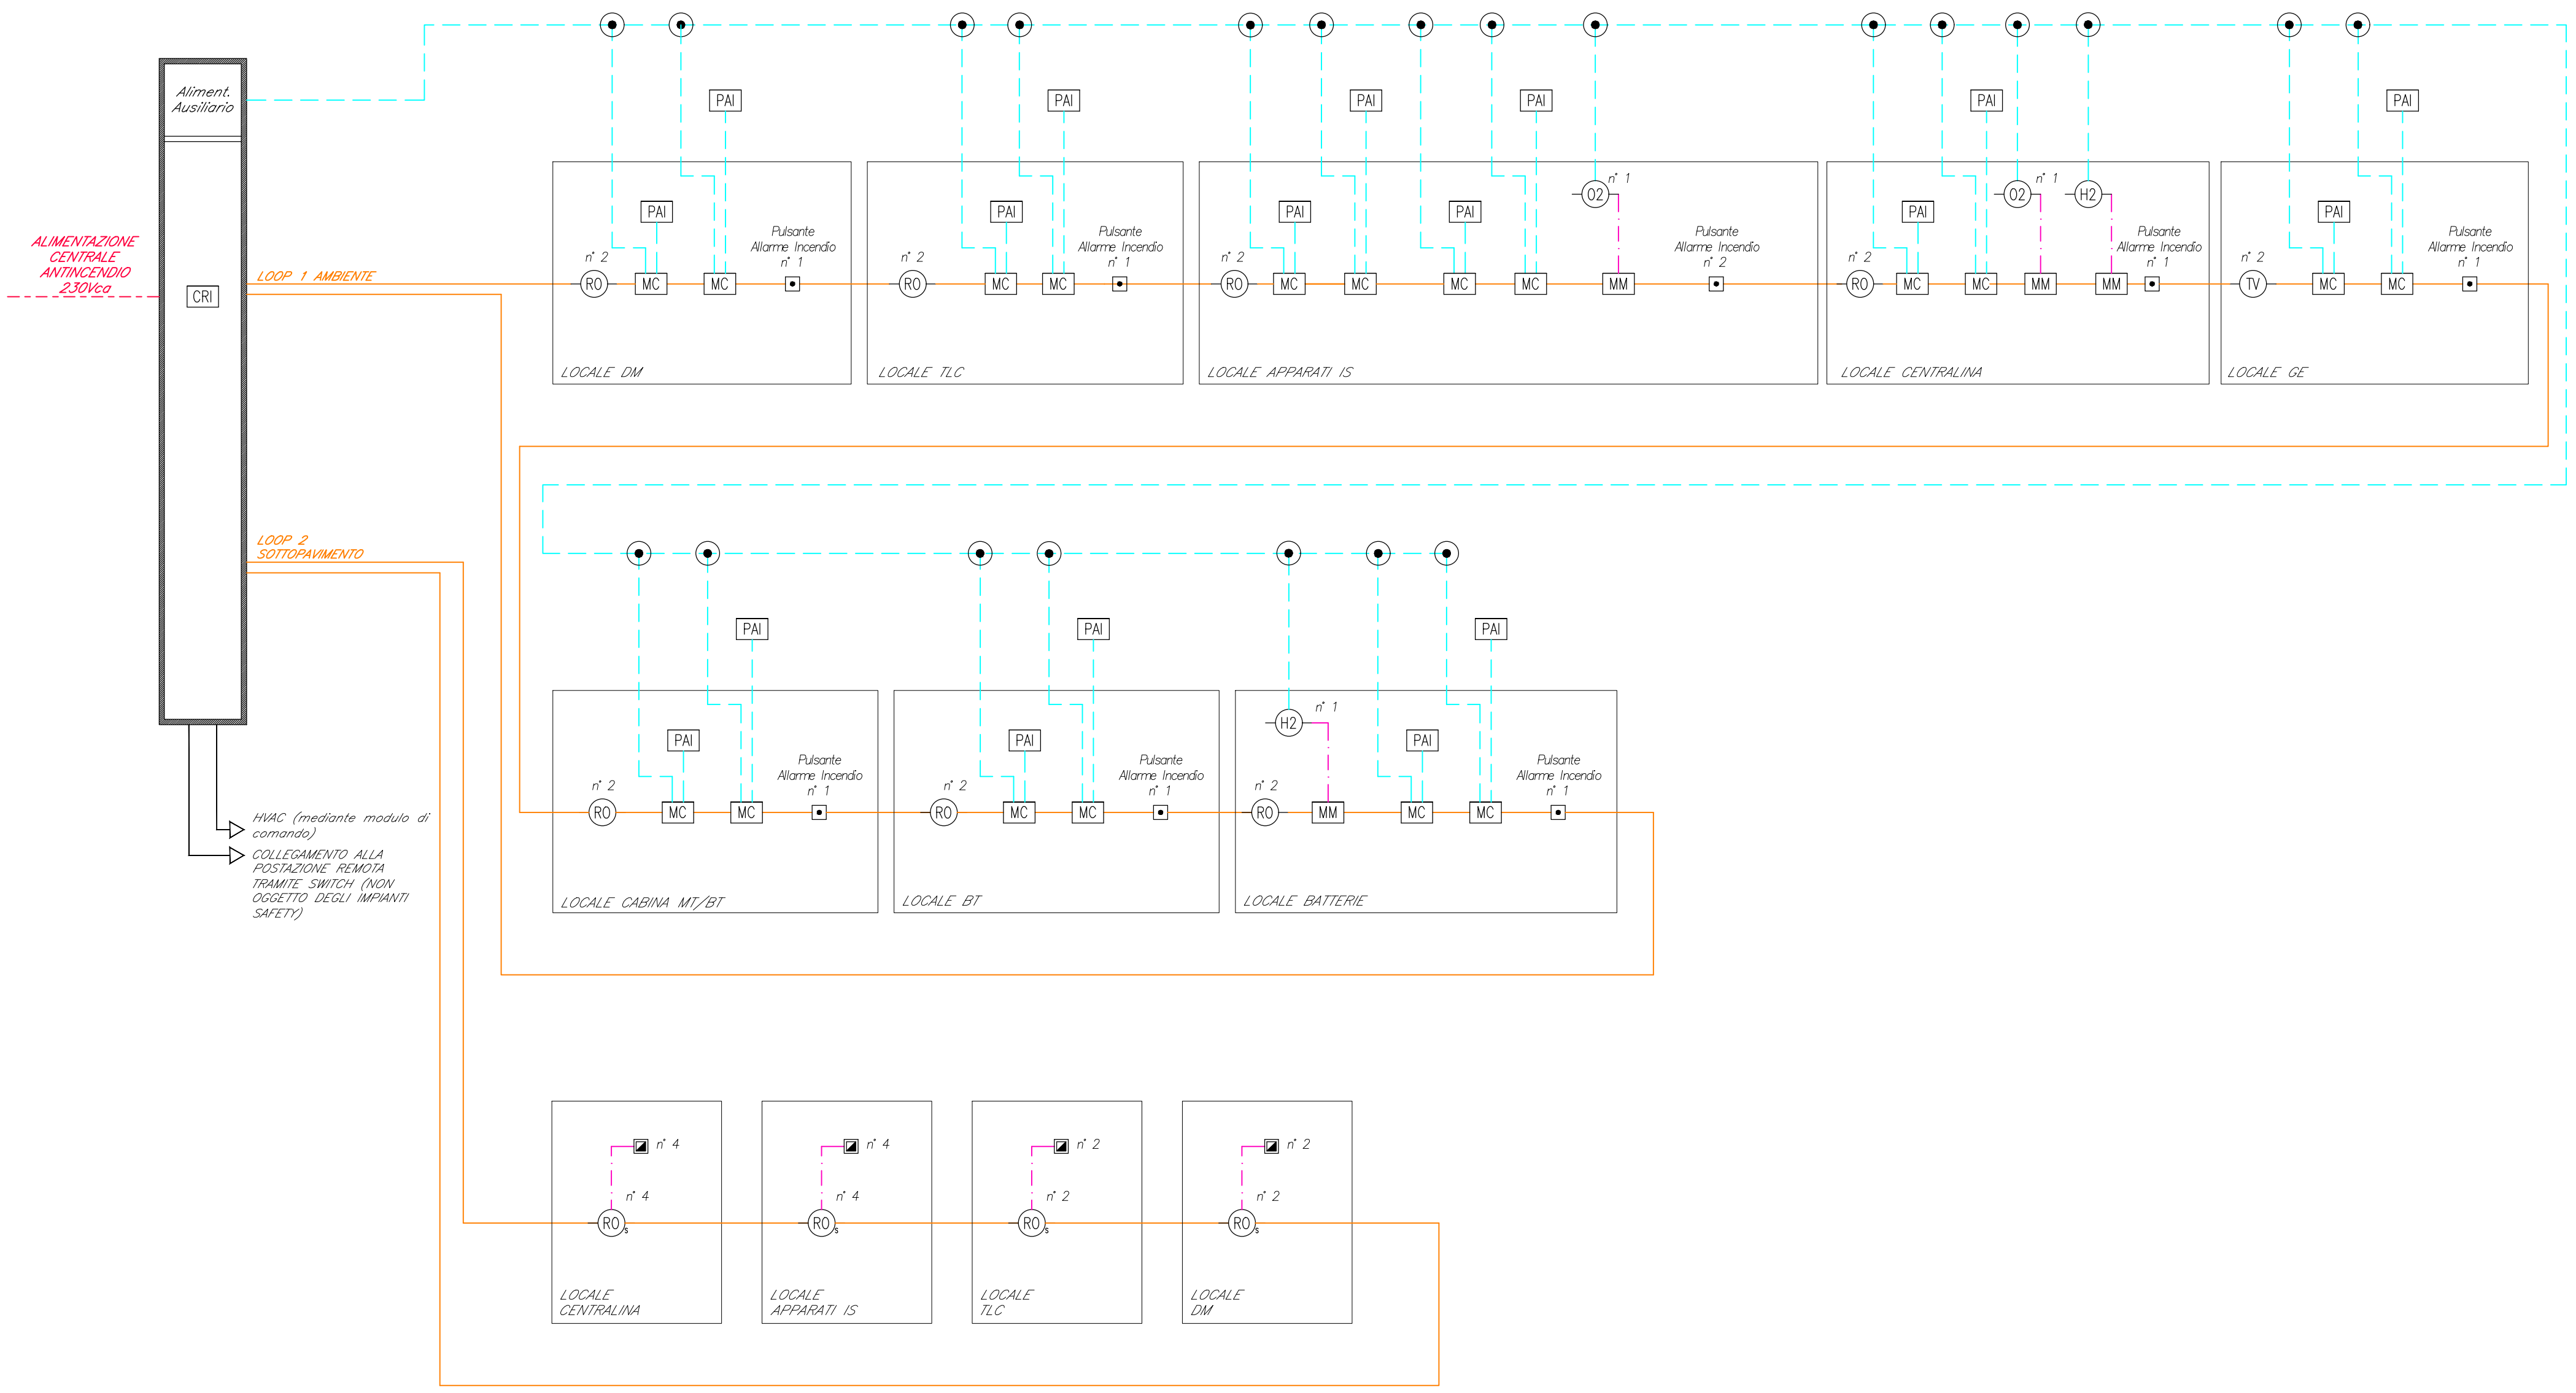 Aliment.
Ausiliario
ALIMENTAZIONE
CENTRALE
ANTINCENDIO
230Vca
CRI
LOOP 1 AMBIENTE
LOOP 2
SOTTOPAVIMENTO
HVAC (mediante modulo di
comando)
COLLEGAMENTO ALLA
POSTAZIONE REMOTA
TRAMITE SWITCH (NON
OGGETTO DEGLI IMPIANTI
SAFETY)
PAI
PAI
n° 2
RO
MC
MC
Pulsante
Allarme Incendio
n° 1
LOCALE DM
PAI
PAI
n° 2
RO
MC
MC
Pulsante
Allarme Incendio
n° 1
LOCALE TLC
PAI
PAI
PAI
PAI
O2
n° 1
n° 2
RO
MC
MC
MC
MC
MM
Pulsante
Allarme Incendio
n° 2
LOCALE APPARATI IS
PAI
PAI
O2
n° 1
H2
n° 2
RO
MC
MC
MM
MM
Pulsante
Allarme Incendio
n° 1
LOCALE CENTRALINA
PAI
PAI
n° 2
TV
MC
MC
Pulsante
Allarme Incendio
n° 1
LOCALE GE
PAI
PAI
n° 2
RO
MC
MC
Pulsante
Allarme Incendio
n° 1
LOCALE CABINA MT/BT
PAI
PAI
n° 2
RO
MC
MC
Pulsante
Allarme Incendio
n° 1
LOCALE BT
PAI
H2
n° 1
PAI
n° 2
RO
MM
MC
MC
Pulsante
Allarme Incendio
n° 1
LOCALE BATTERIE
n° 4
n° 4
RO s
LOCALE
CENTRALINA
n° 4
n° 4
RO s
LOCALE
APPARATI IS
n° 2
n° 2
RO s
LOCALE
TLC
n° 2
n° 2
RO s
LOCALE
DM